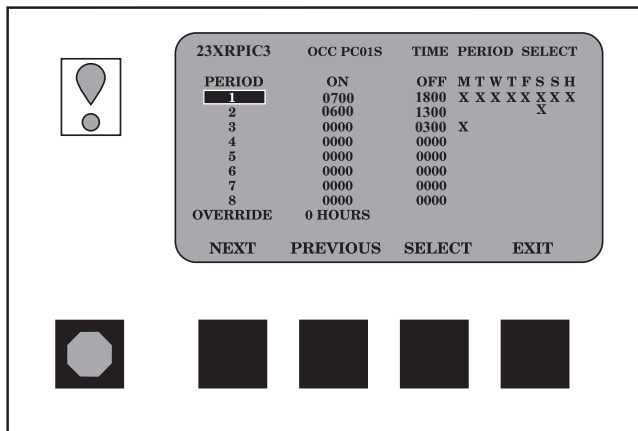 23XRPIC3 OCC PC01S TIME PERIOD SELECT
PERIOD ON OFF M T W T F S S H
1 0700 1800 X X X X X X X X
2 0600 1300 X
3 0000 0300 X
4 0000 0000
5 0000 0000
6 0000 0000
7 0000 0000
8 0000 0000
OVERRIDE 0 HOURS
NEXT PREVIOUS SELECT EXIT